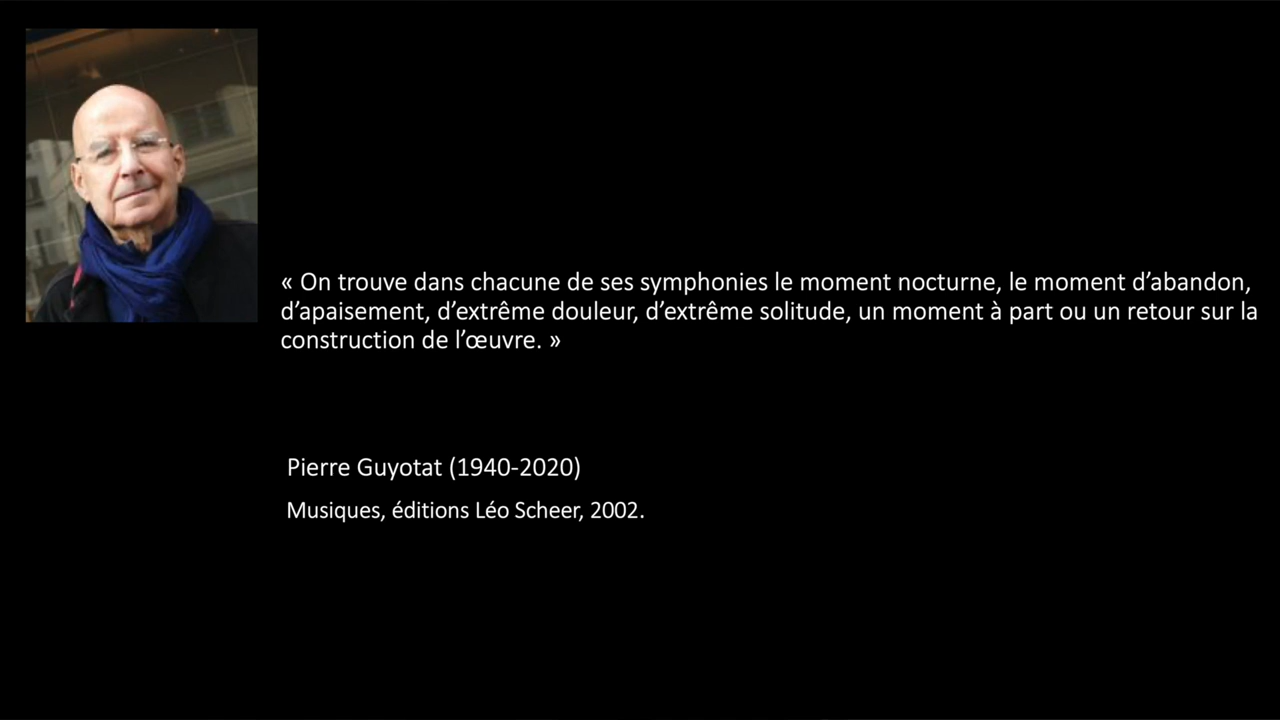 « On trouve dans chacune de ses symphonies le moment nocturne, le moment d’abandon,
d’apaisement, d’extrême douleur, d’extrême solitude, un moment à part ou un retour sur la
construction de l’œuvre. »
Pierre Guyotat (1940-2020)
Musiques, éditions Léo Scheer, 2002.